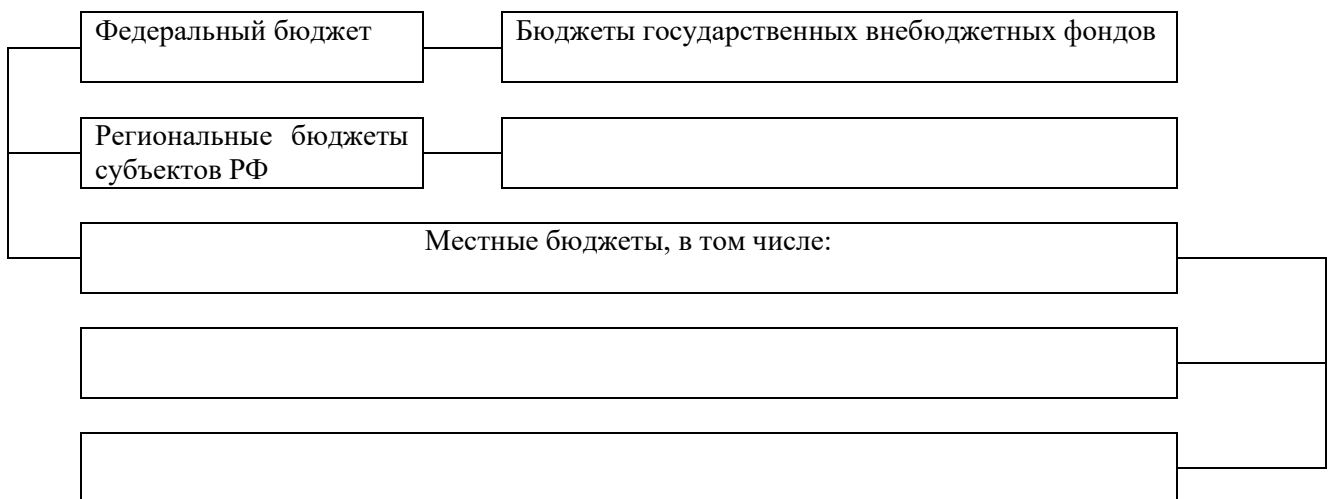 Федеральный бюджет
Бюджеты государственных внебюджетных фондов
Региональные бюджеты
субъектов РФ
Местные бюджеты, в том числе: